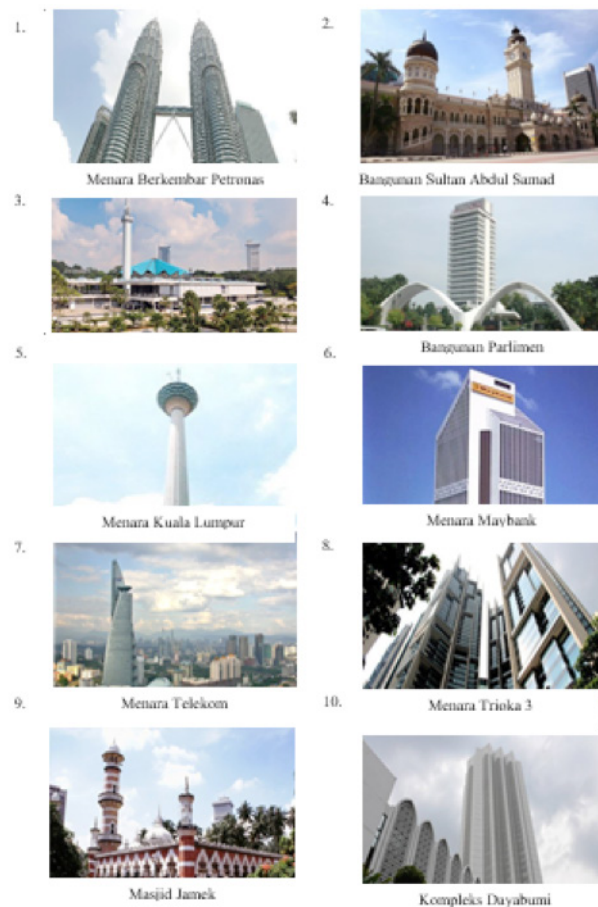 1.
2.
Menara Berkembar Petronas
Bangunan Sultan Abdul Samad
3.
4.
Bangunan Parlimen
5.
6.
Menara Kuala Lumpur
Menara Maybank
7.
8.
Menara Telekom
Menara Trioka 3
9.
10.
Masjid Jamek
Kompleks Dayabumi